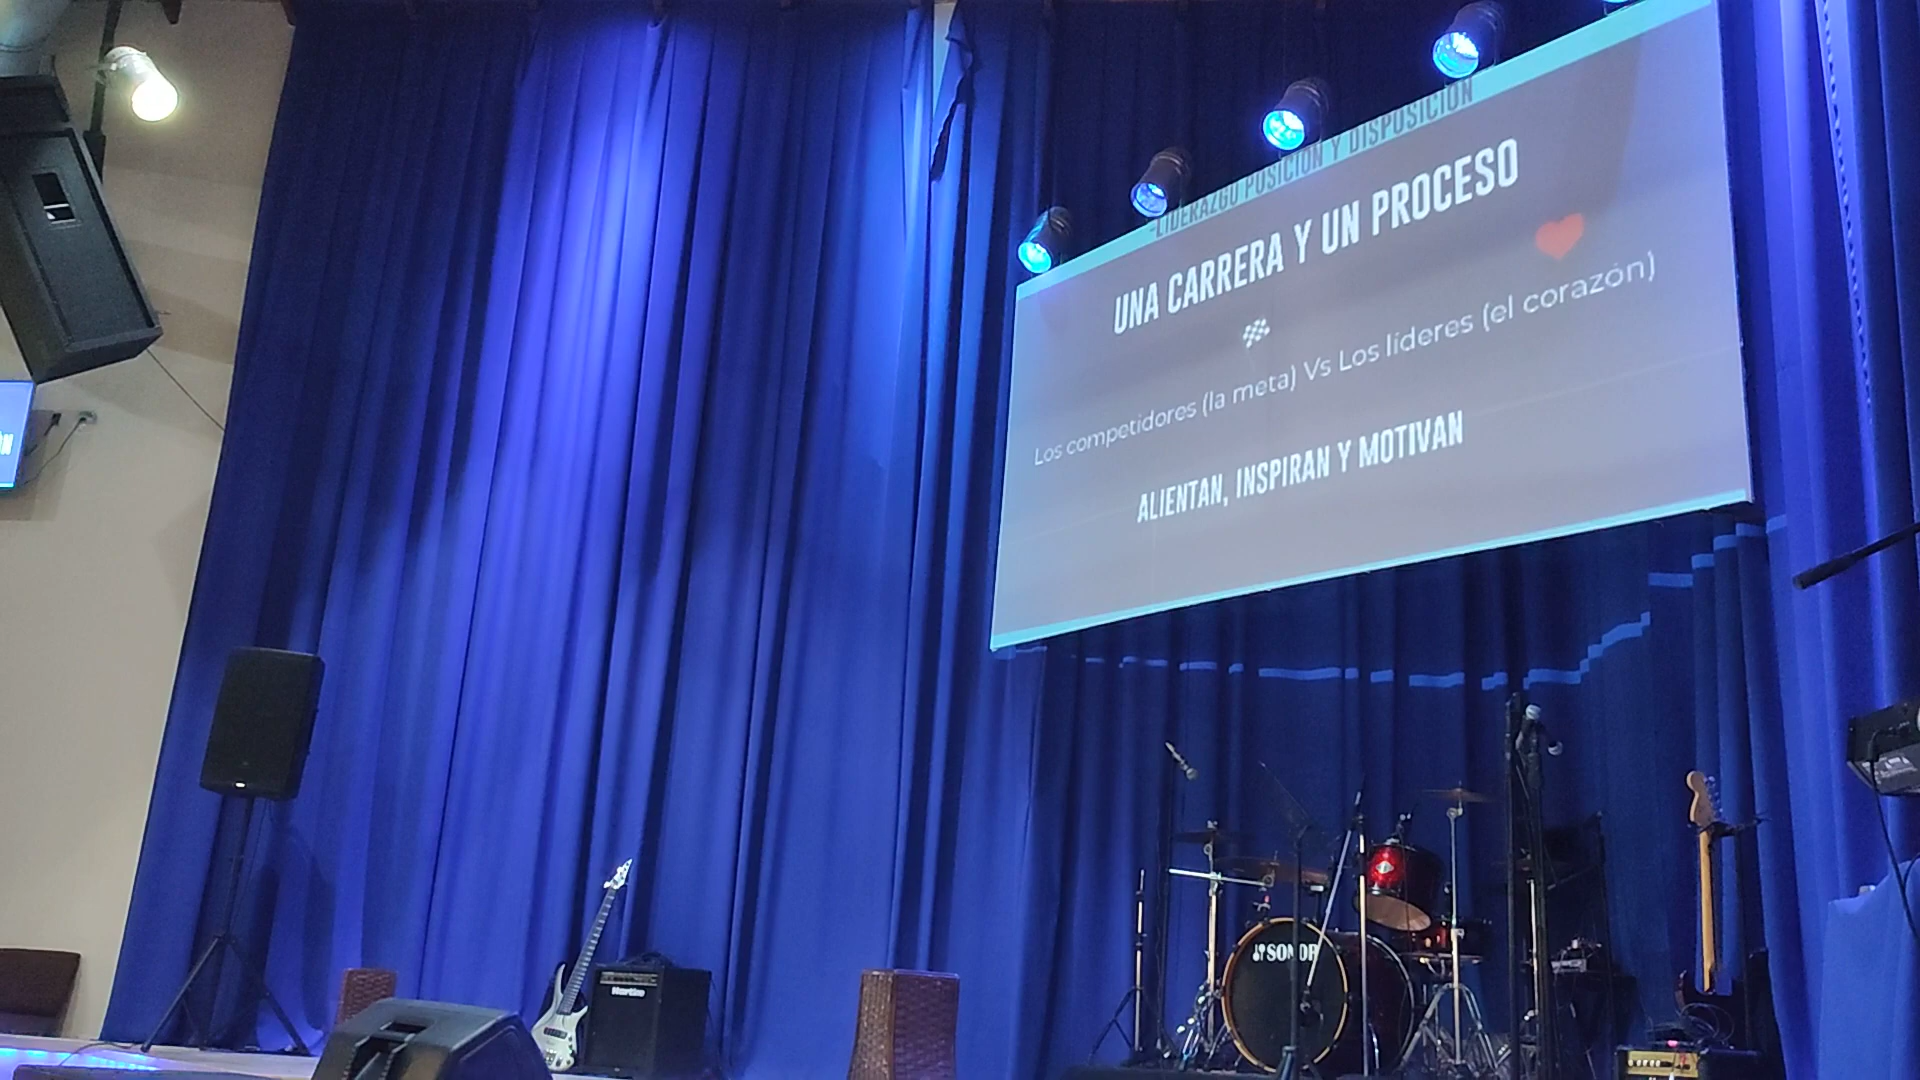 -LIDERAZGO POSICIÓN Y DISPOSICIÓN
UNA CARRERA Y UN PROCESO
Los competidores (la meta) Vs Los líderes (el corazón)
ALIENTAN, INSPIRAN Y MOTIVAN
SONOR
Hartke